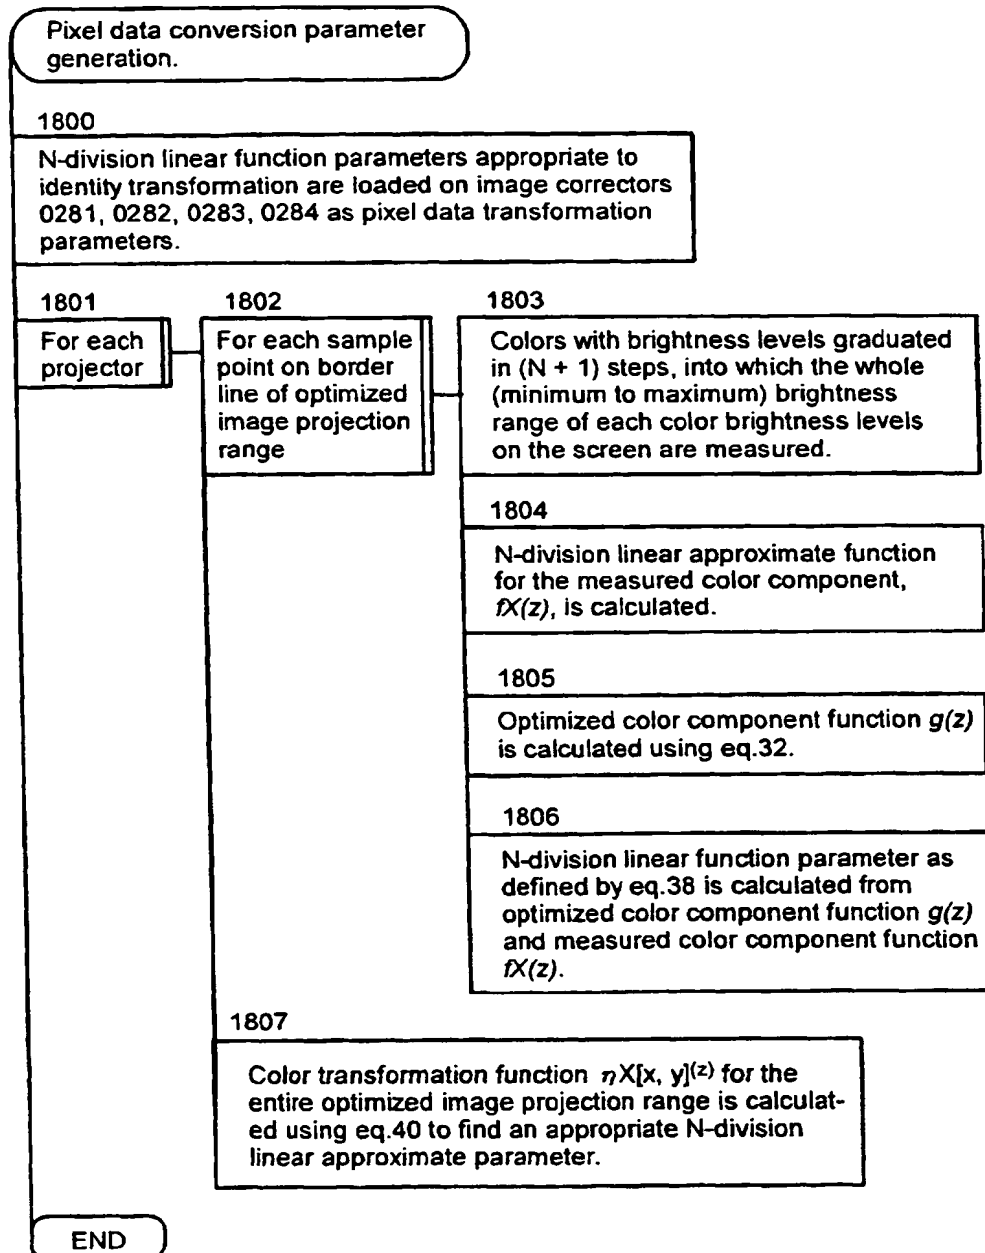 Pixel data conversion parameter
generation.
1800
N-division linear function parameters appropriate to
identity transformation are loaded on image correctors
0281, 0282, 0283, 0284 as pixel data transformation
parameters.
1801
For each
projector
1802
For each sample
point on border
line of optimized
image projection
range
1803
Colors with brightness levels graduated
in (N + 1) steps, into which the whole
(minimum to maximum) brightness
range of each color brightness levels
on the screen are measured.
1804
N-division linear approximate function
for the measured color component,
fX(z), is calculated.
1805
Optimized color component function g(z)
is calculated using eq.32.
1806
N-division linear function parameter as
defined by eq.38 is calculated from
optimized color component function g(z)
and measured color component function
fX(z).
1807
Color transformation function ηX[x, y](z) for the
entire optimized image projection range is calculat-
ed using eq.40 to find an appropriate N-division
linear approximate parameter.
END